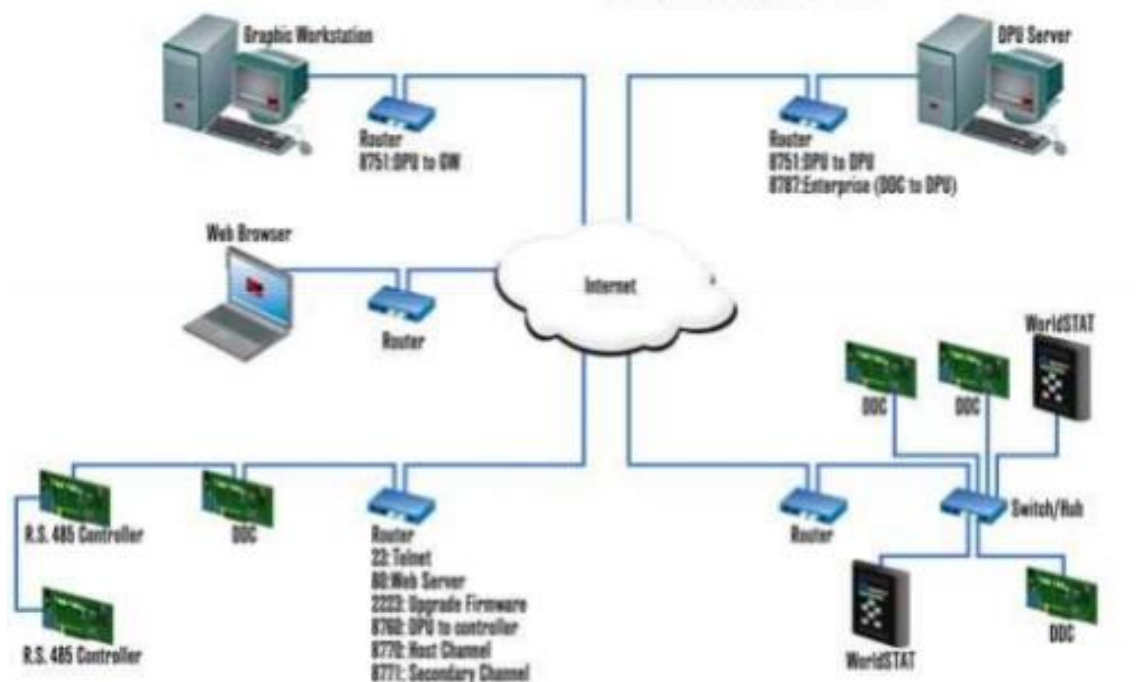 Graphic Workstation
DPU Server
Router
8751:DPU to GW
Router
8751:DPU to DPU
8787:Enterprise (DDC to DPU)
Web Browser
Router
Internet
WorldSTAT
DDC
DDC
R.S. 485 Controller
DDC
Router
23: Telnet
80:Web Server
2223: Upgrade Firmware
8760: DPU to controller
8770: Host Channel
8771: Secondary Channel
Router
Switch/Hub
R.S. 485 Controller
WorldSTAT
DDC